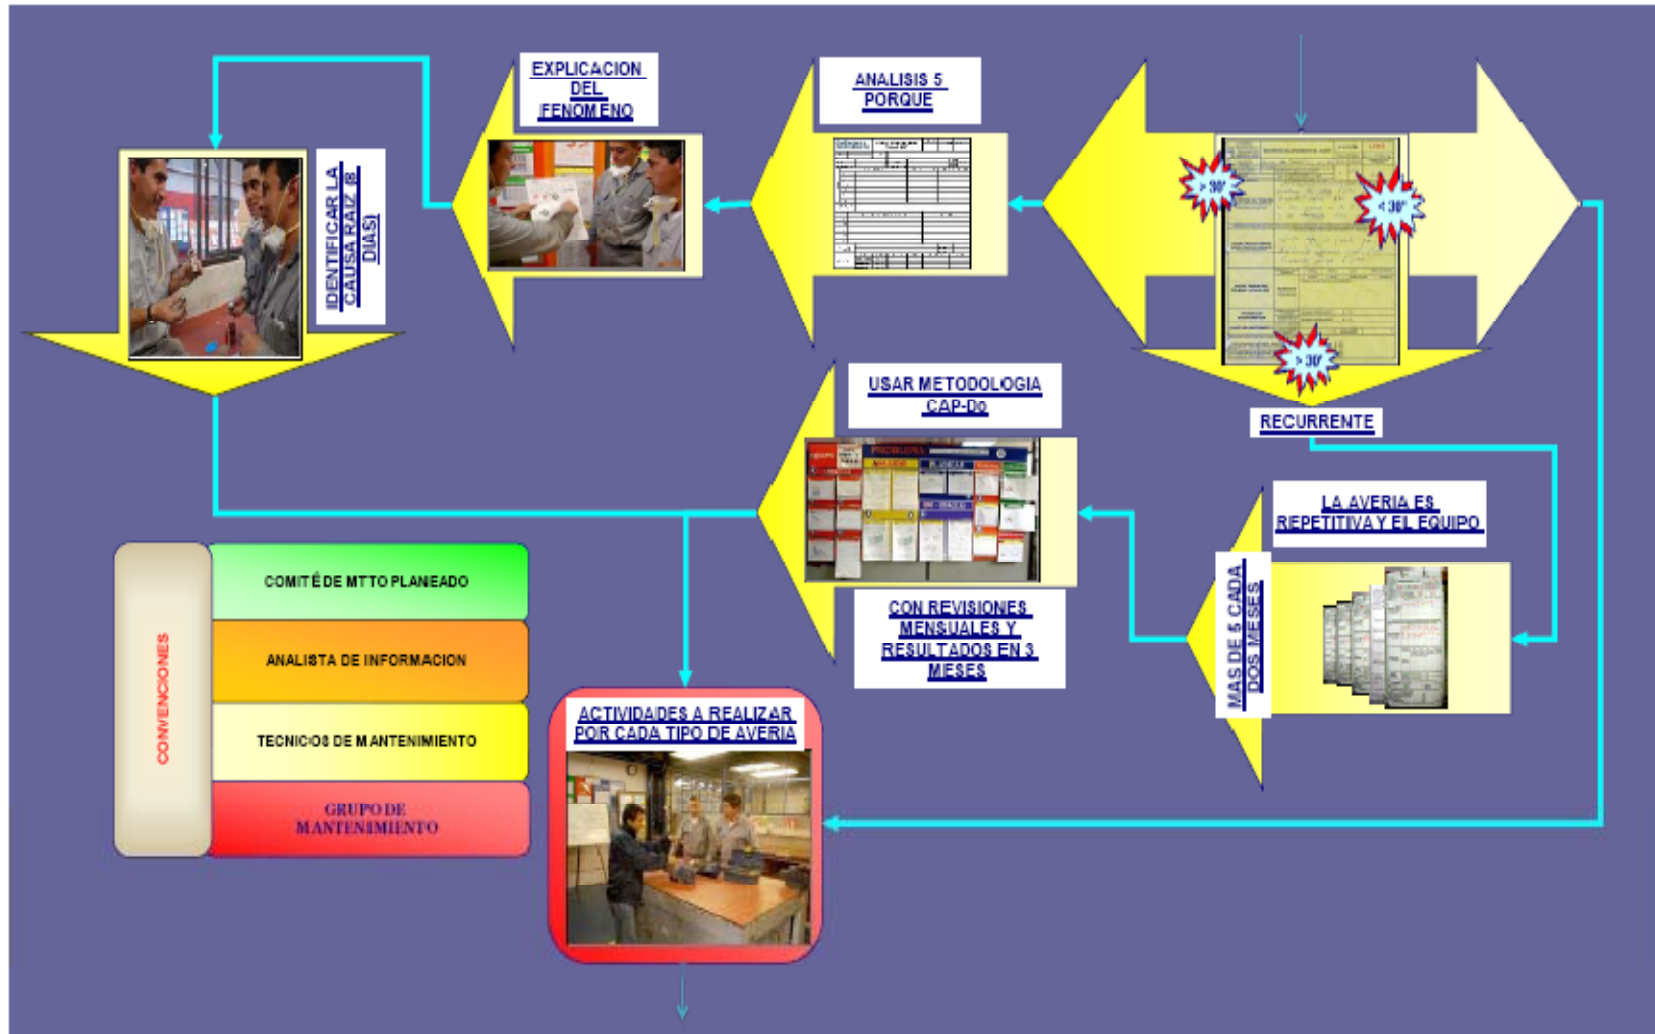 EXPLICACION
DEL
FENOMENO
ANALISIS 5
PORQUE
> 30'
< 30"
> 30'
IDENTIFICAR LA
CAUSA RAIZ (8
DIAS)
RECURRENTE
USAR METODOLOGIA
CAP-Do
PROBLEMA
LA AVERIA ES
REPETITIVA Y EL EQUIPO
MAS DE 5 CADA
DOS MESES
CON REVISIONES
MENSUALES Y
RESULTADOS EN 3
MESES
CONVENCIONES
COMITÉ DE MTTO PLANEADO
ANALISTA DE INFORMACION
TECNICOS DE MANTENIMIENTO
GRUPO DE
MANTENIMIENTO
ACTIVIDADES A REALIZAR
POR CADA TIPO DE AVERIA